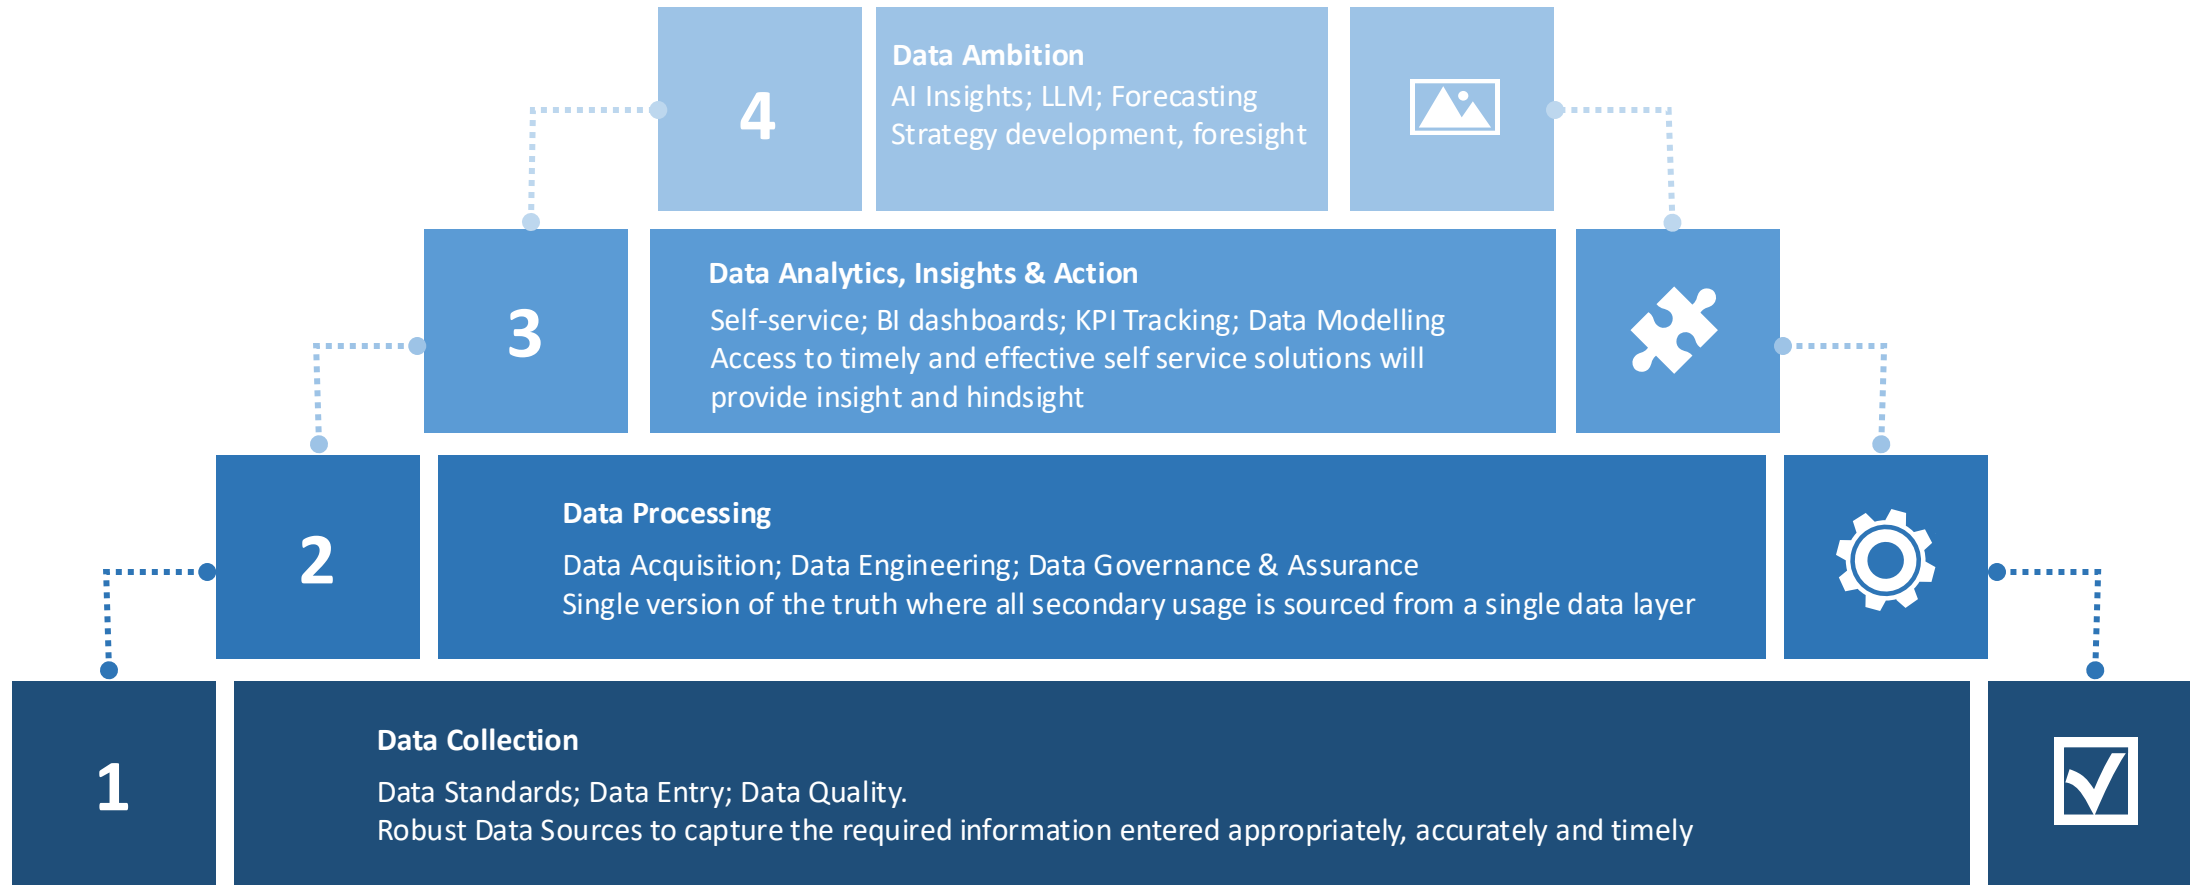 4
Data Ambition
AI Insights; LLM; Forecasting
Strategy development, foresight
3
Data Analytics, Insights & Action
Self-service; BI dashboards; KPI Tracking; Data Modelling
Access to timely and effective self service solutions will
provide insight and hindsight
2
Data Processing
Data Acquisition; Data Engineering; Data Governance & Assurance
Single version of the truth where all secondary usage is sourced from a single data layer
1
Data Collection
Data Standards; Data Entry; Data Quality.
Robust Data Sources to capture the required information entered appropriately, accurately and timely